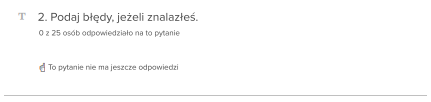 T 2. Podaj błędy, jeżeli znalazłeś.
0 z 25 osób odpowiedziało na to pytanie
To pytanie nie ma jeszcze odpowiedzi